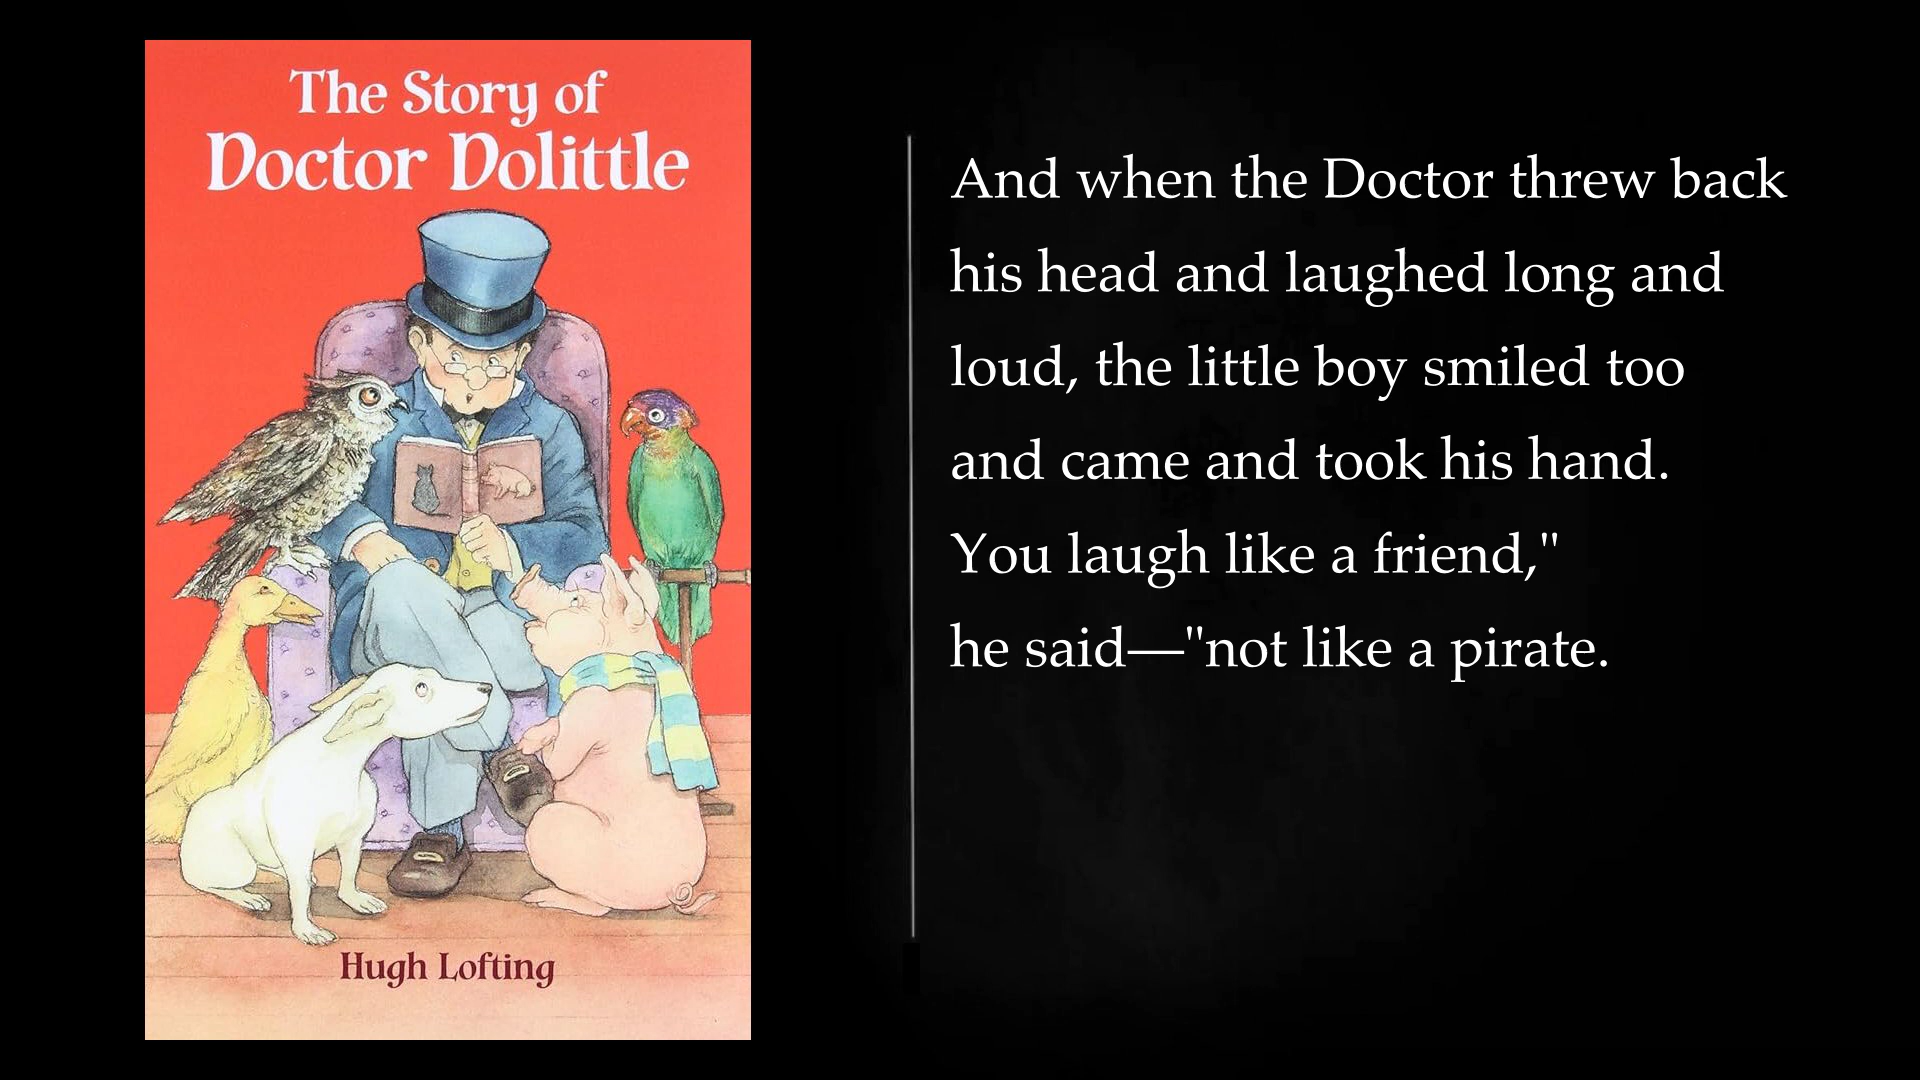 The Story of
Doctor Dolittle
Hugh Lofting
And when the Doctor threw back
his head and laughed long and
loud, the little boy smiled too
and came and took his hand.
You laugh like a friend,"
he said—"not like a pirate.